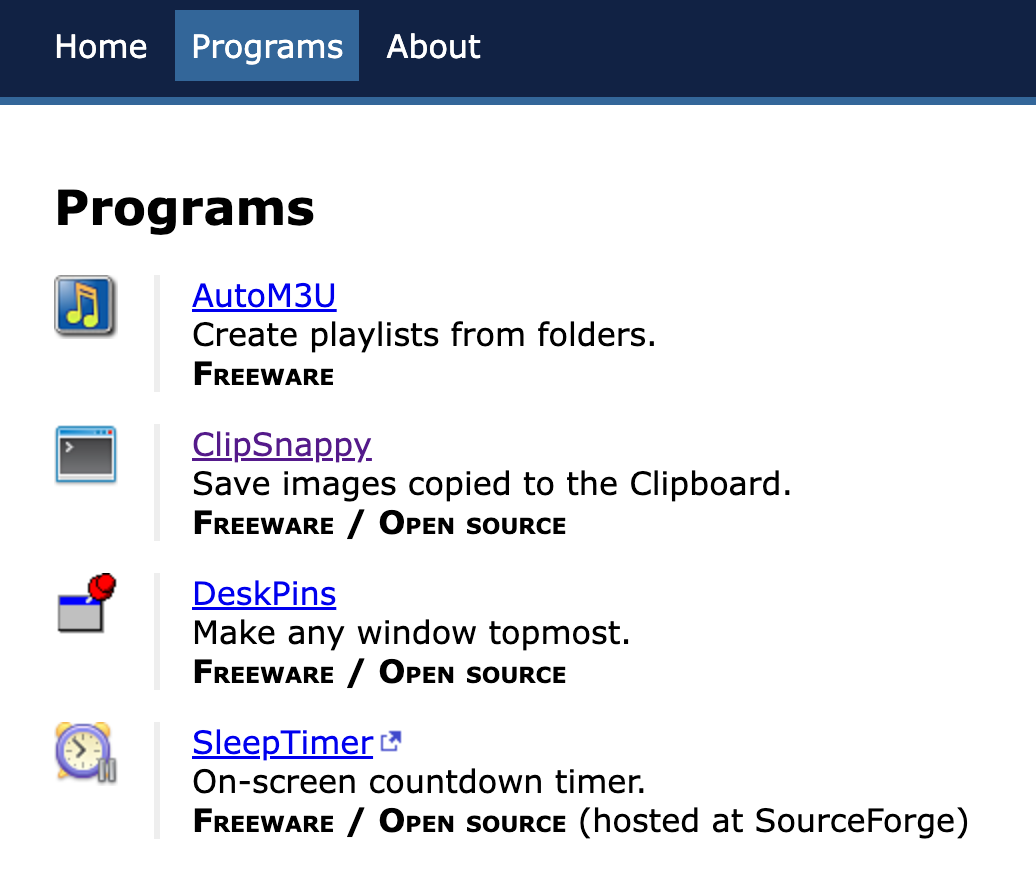 Home Programs About
Programs
AutoM3U
Create playlists from folders.
Freeware
ClipSnappy
Save images copied to the Clipboard.
Freeware / Open source
DeskPins
Make any window topmost.
Freeware / Open source
SleepTimer
On-screen countdown timer.
Freeware / Open source (hosted at SourceForge)